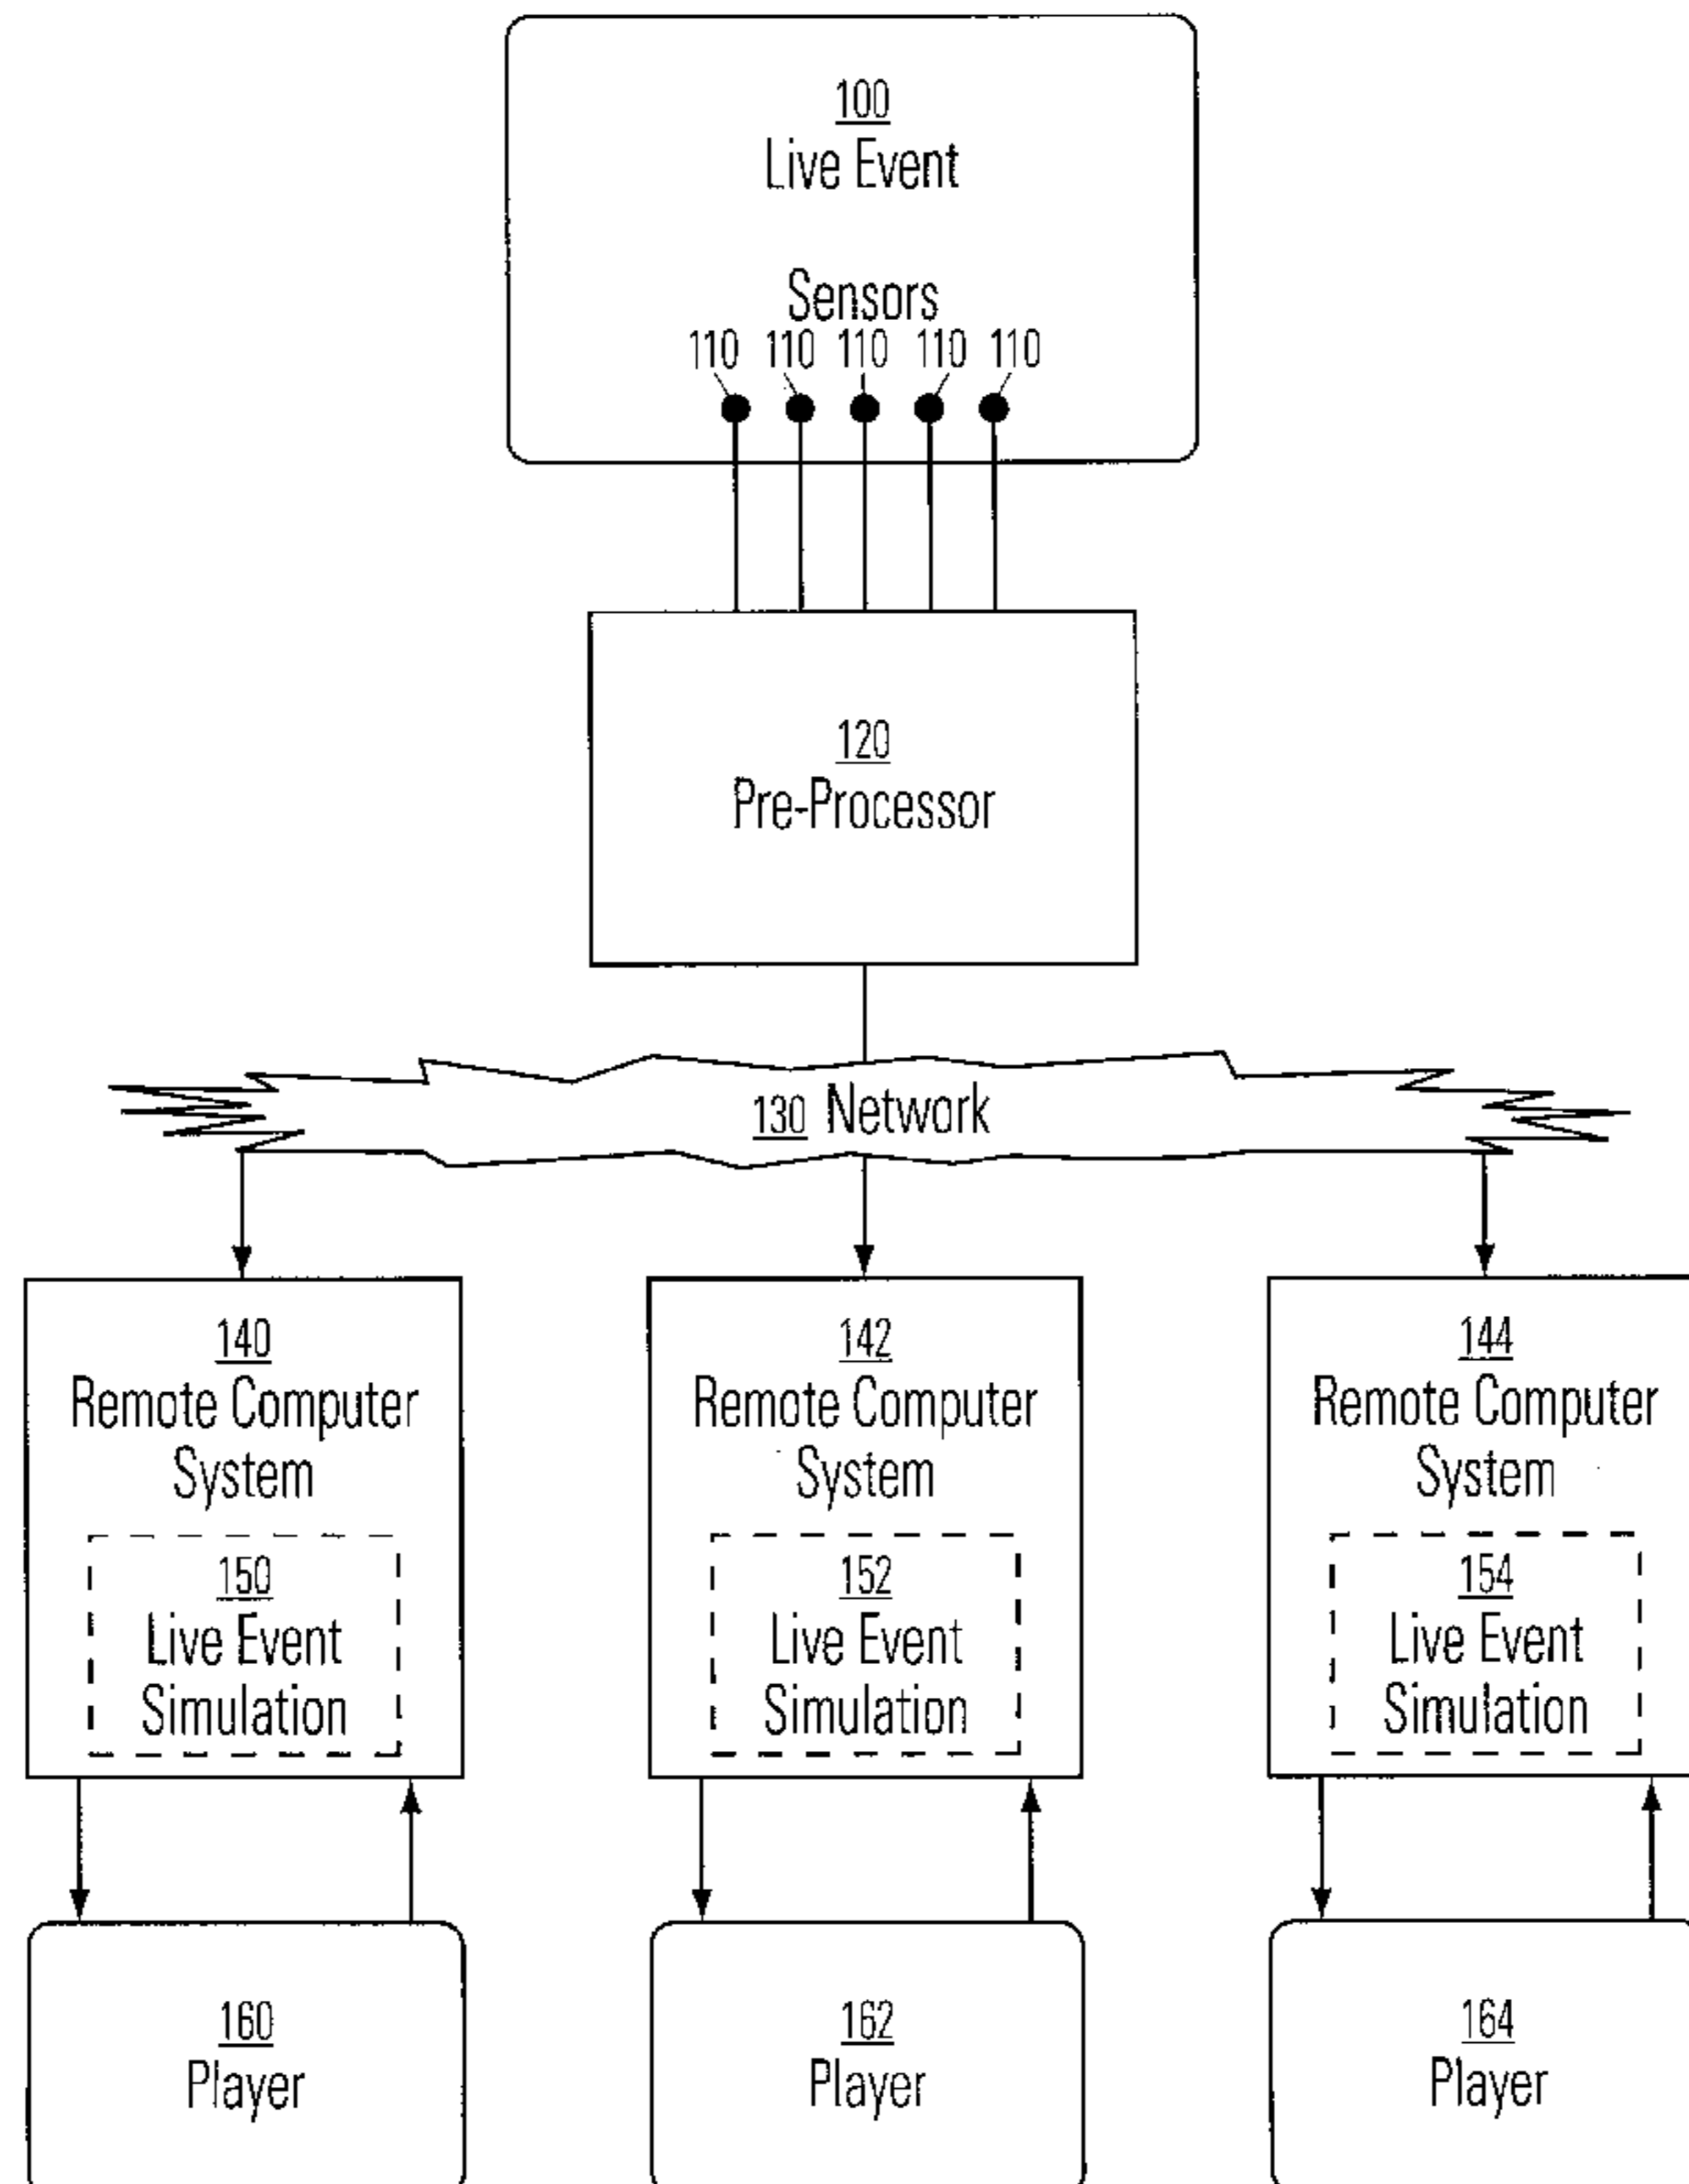 100
Live Event
Sensors
110 110 110 110 110
120
Pre-Processor
130 Network
140
Remote Computer
System
150
Live Event
Simulation
142
Remote Computer
System
152
Live Event
Simulation
144
Remote Computer
System
154
Live Event
Simulation
160
Player
162
Player
164
Player